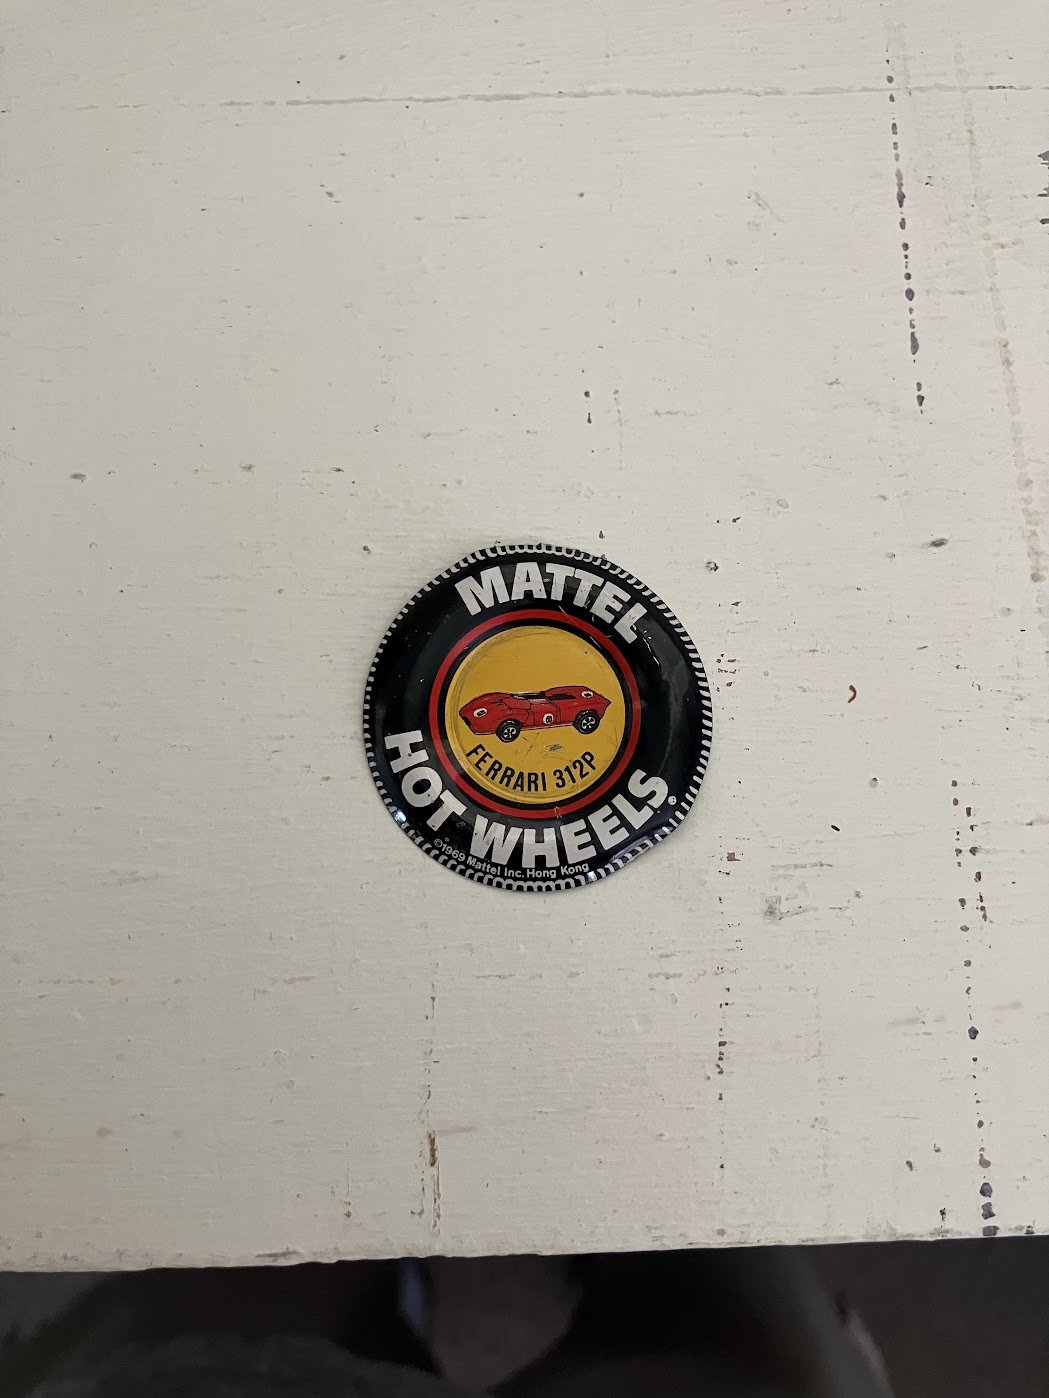 MATTEL
FERRARI 312P
HOT WHEELS®
©1969 Mattel Inc. Hong Kong